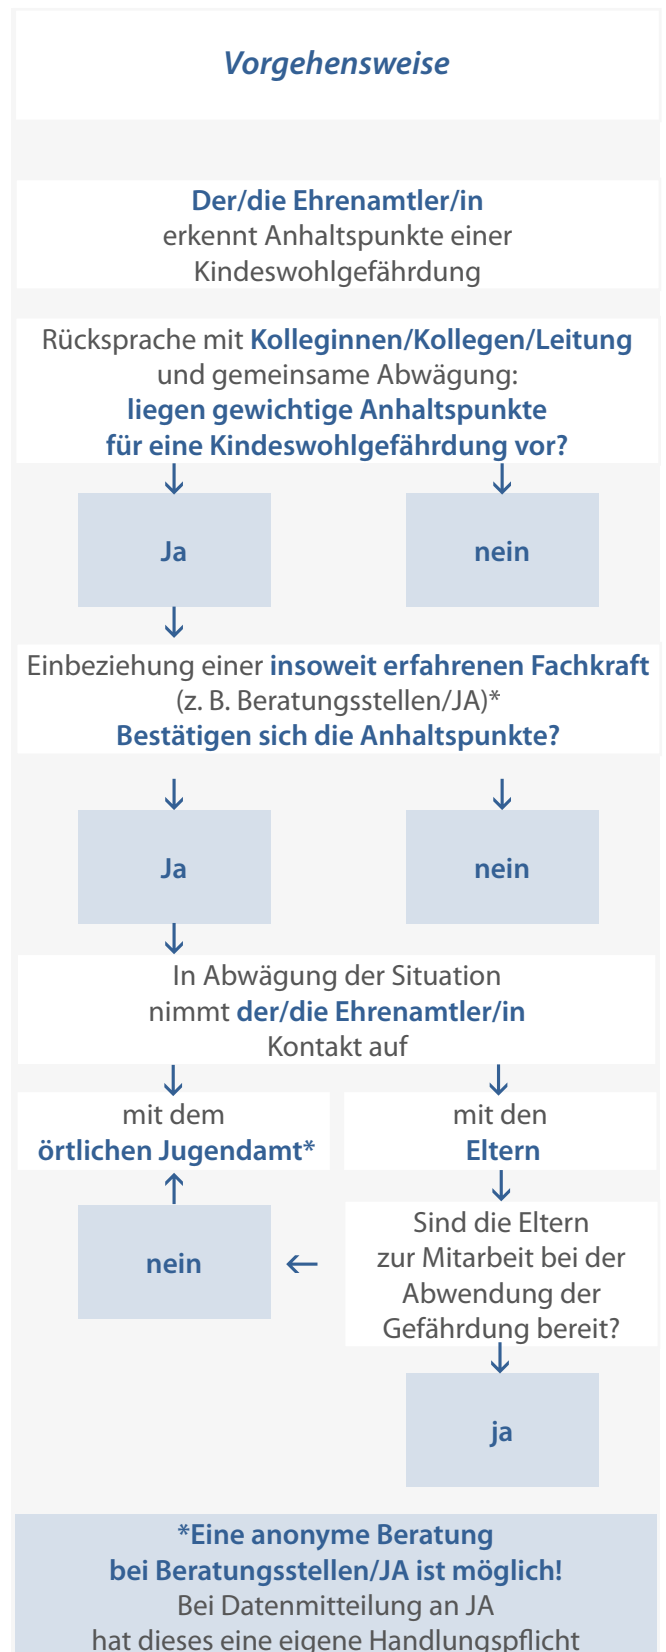 Vorgehensweise
Der/die Ehrenamtler/in
erkennt Anhaltspunkte einer
Kindeswohlgefährdung
Rücksprache mit Kolleginnen/Kollegen/Leitung
und gemeinsame Abwägung:
liegen gewichtige Anhaltspunkte
für eine Kindeswohlgefährdung vor?
Ja
nein
Einbeziehung einer insoweit erfahrenen Fachkraft
(z. B. Beratungsstellen/JA)*
Bestätigen sich die Anhaltspunkte?
Ja
nein
In Abwägung der Situation
nimmt der/die Ehrenamtler/in
Kontakt auf
mit dem
örtlichen Jugendamt*
mit den
Eltern
Sind die Eltern
zur Mitarbeit bei der
Abwendung der
Gefährdung bereit?
nein
ja
*Eine anonyme Beratung
bei Beratungsstellen/JA ist möglich!
Bei Datenmitteilung an JA
hat dieses eine eigene Handlungspflicht